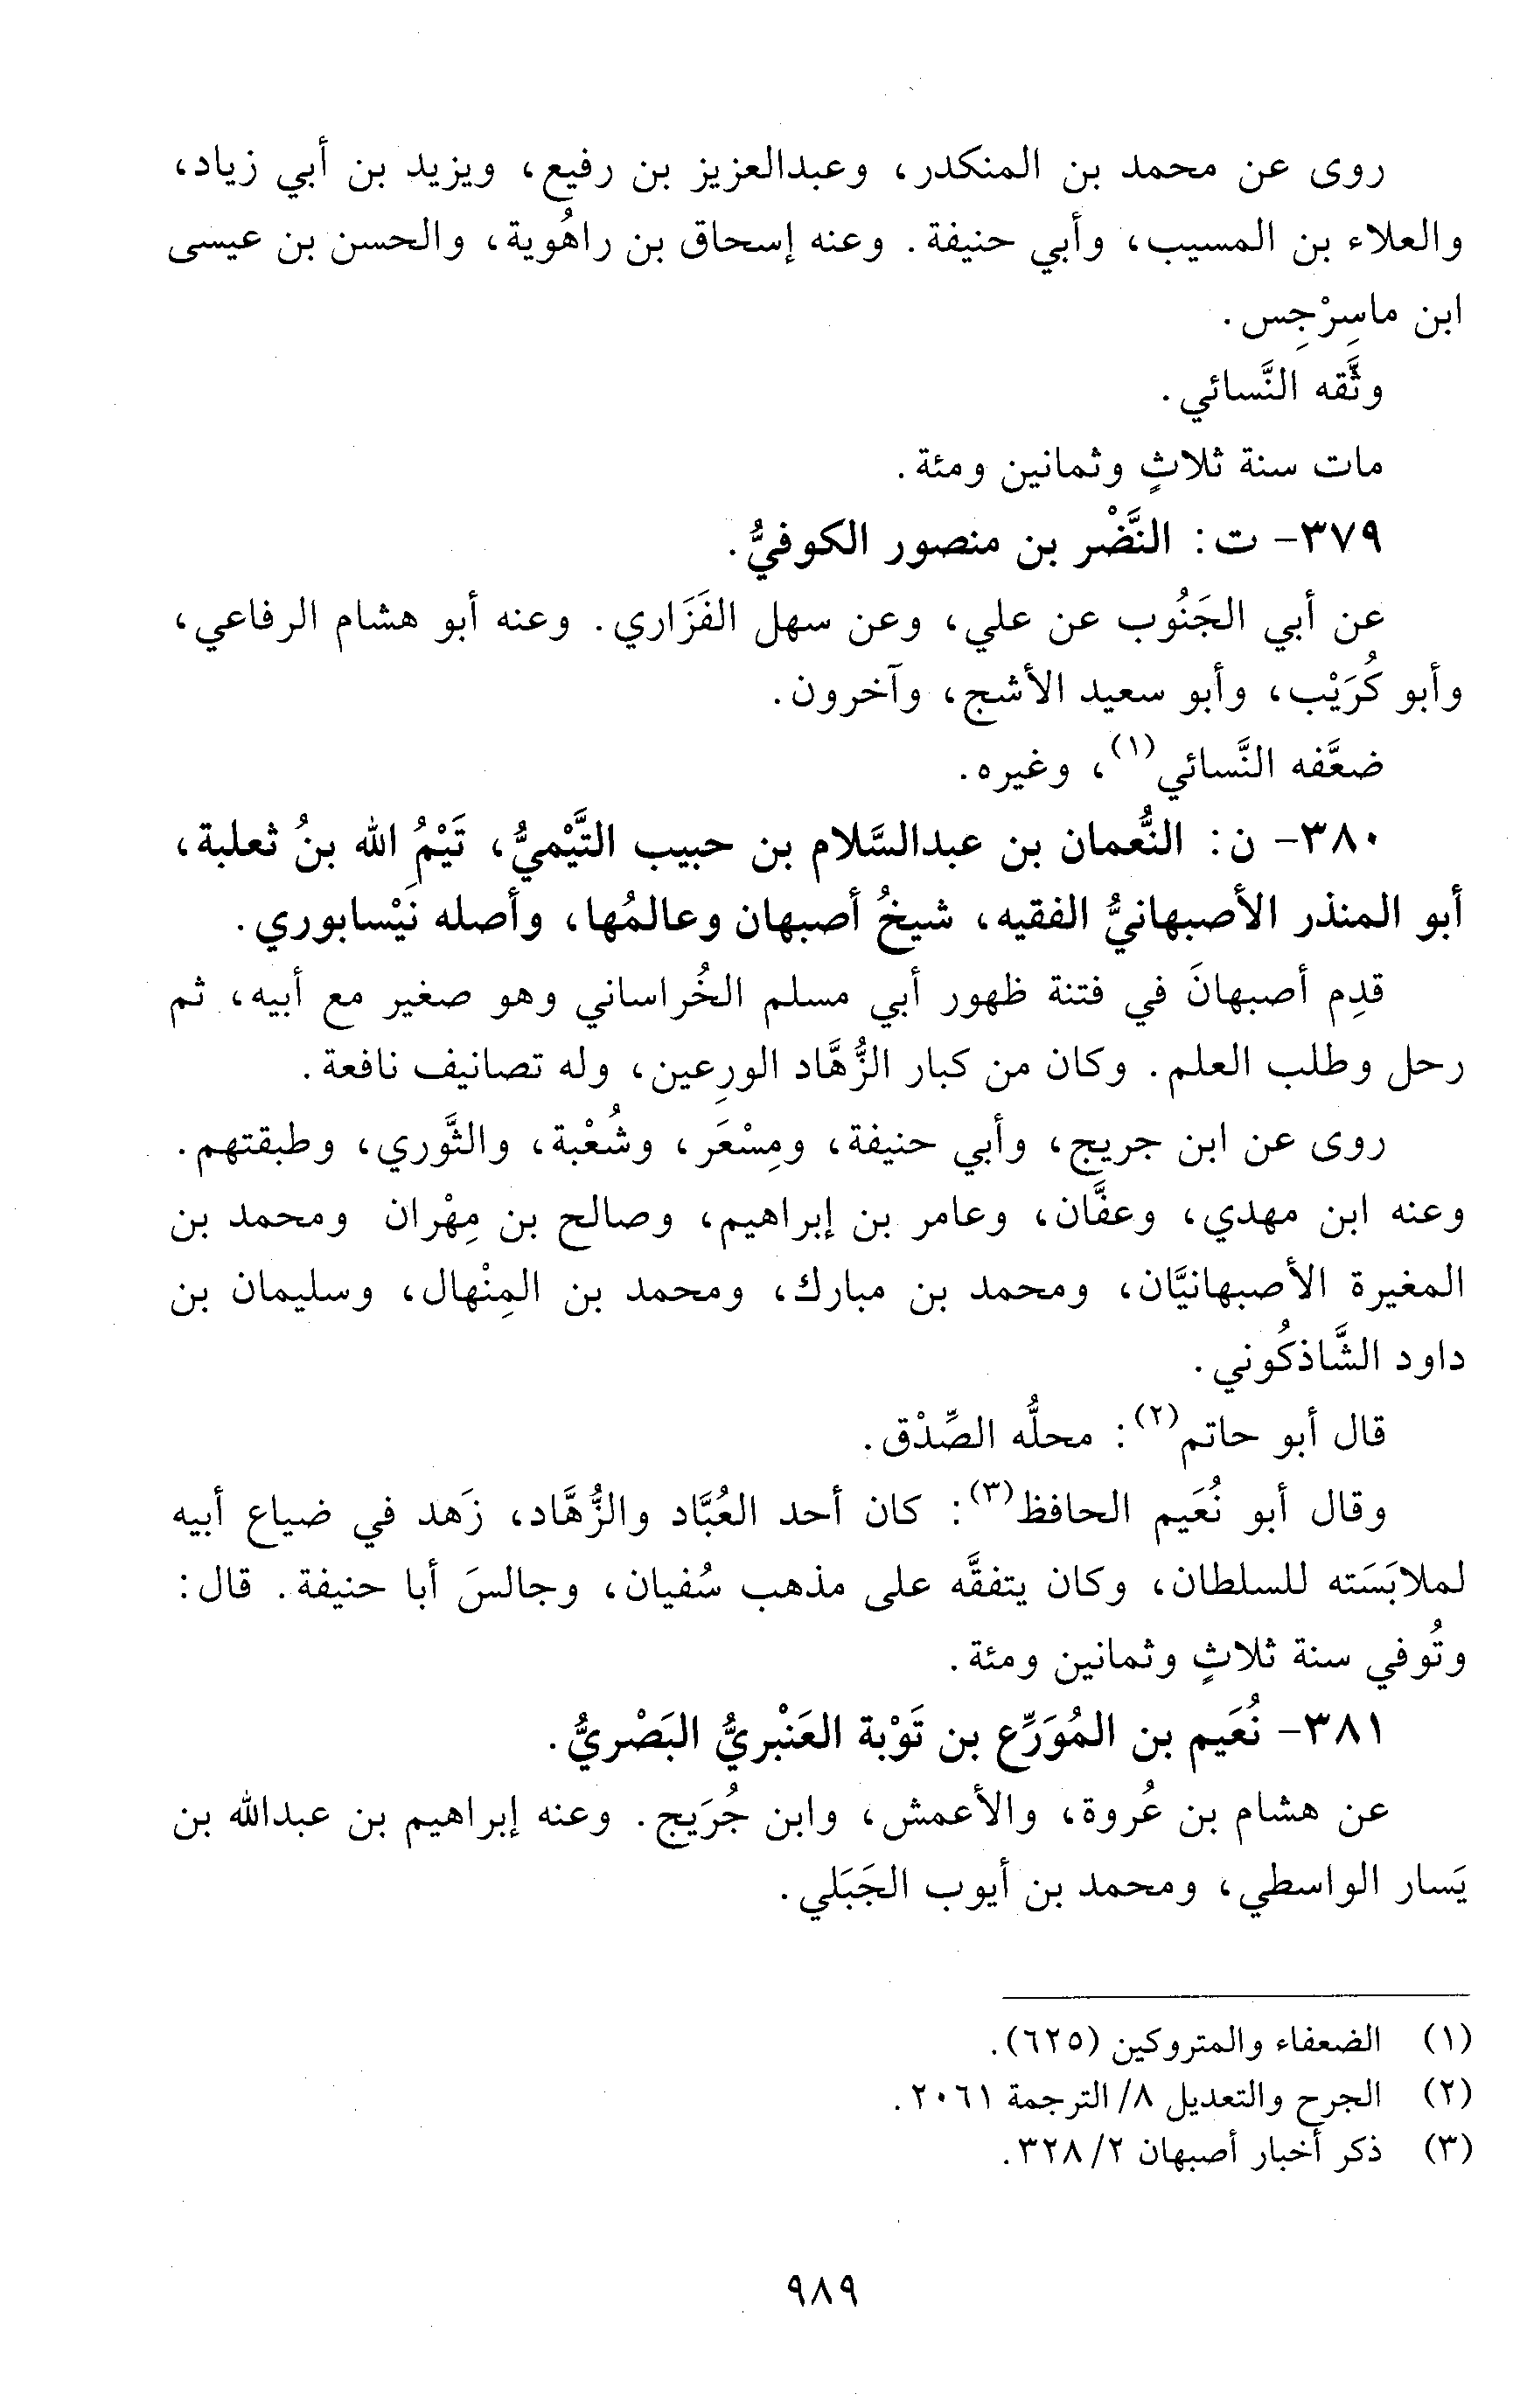 روى عن محمد بن المنكدر، وعبدالعزيز بن رفيع، ويزيد بن أبي زياد،
والعلاء بن المسيب، وأبي حنيفة. وعنه إسحاق بن راهُوية، والحسن بن عيسى
ابن ماسِرْجِس.
وثَّقه النَّسائي.
مات سنة ثلاثٍ وثمانين ومئة.
٣٧٩- ت: النَّضْر بن منصور الكوفيُّ.
عن أبي الجَنُوب عن علي، وعن سهل الفَزَاري. وعنه أبو هشام الرفاعي،
وأبو كُرَيْب، وأبو سعيد الأشج، وآخرون.
ضعَّفه النَّسائي(١)، وغيره.
٣٨٠- ن: النُّعمان بن عبدالسَّلام بن حبيب التَّيْميُّ، تَيْمُ اللهِ بنُ ثعلبة،
أبو المنذر الأصبهانيُّ الفقيه، شيخُ أصبهان وعالمُها، وأصله نَيْسابوري.
قدِم أصبهانَ في فتنة ظهور أبي مسلم الخُراساني وهو صغير مع أبيه، ثم
رحل وطلب العلم. وكان من كبار الزُّهَّاد الورِعين، وله تصانيف نافعة.
روى عن ابن جريج، وأبي حنيفة، ومِسْعَر، وشُعْبة، والثَّوري، وطبقتهم.
وعنه ابن مهدي، وعفَّان، وعامر بن إبراهيم، وصالح بن مِهْران ومحمد بن
المغيرة الأصبهانيَّان، ومحمد بن مبارك، ومحمد بن المِنْهال، وسليمان بن
داود الشَّاذكُوني.
قال أبو حاتم(٢): محلُّه الصِّدْق.
وقال أبو نُعَيم الحافظ(٣): كان أحد العُبَّاد والزُّهَّاد، زَهد في ضياع أبيه
لملابَسَته للسلطان، وكان يتفقَّه على مذهب سُفيان، وجالسَ أبا حنيفة. قال:
وتُوفي سنة ثلاثٍ وثمانين ومئة.
٣٨١- نُعَيم بن المُوَرِّع بن تَوْبة العَنْبريُّ البَصْريُّ.
عن هشام بن عُروة، والأعمش، وابن جُرَيج. وعنه إبراهيم بن عبدالله بن
يَسار الواسطي، ومحمد بن أيوب الجَبَلي.
(١) الضعفاء والمتروكين (٦٢٥).
(٢) الجرح والتعديل ٨/ الترجمة ٢٠٦١.
(٣) ذكر أخبار أصبهان ٢/ ٣٢٨.
٩٨٩